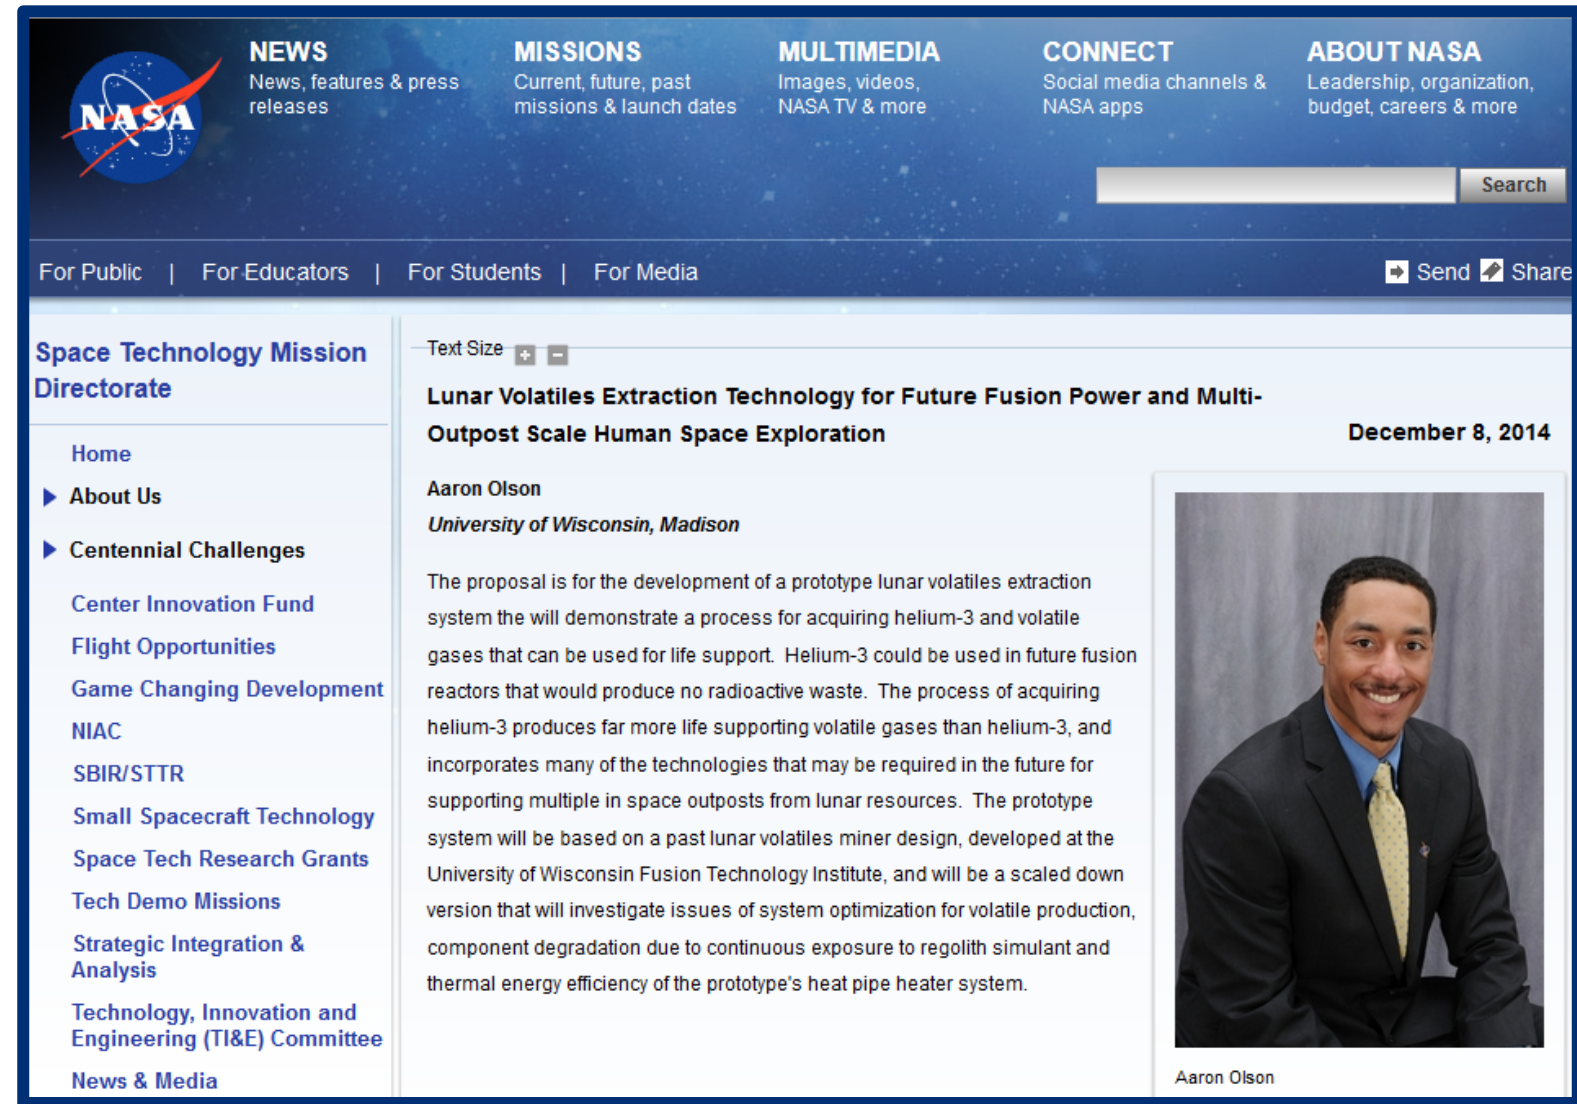 NASA
NEWS
News, features & press
releases
MISSIONS
Current, future, past
missions & launch dates
MULTIMEDIA
Images, videos,
NASA TV & more
CONNECT
Social media channels &
NASA apps
ABOUT NASA
Leadership, organization,
budget, careers & more
Search
For Public | For Educators | For Students | For Media
Send Share
Space Technology Mission
Directorate
Home
About Us
Centennial Challenges
Center Innovation Fund
Flight Opportunities
Game Changing Development
NIAC
SBIR/STTR
Small Spacecraft Technology
Space Tech Research Grants
Tech Demo Missions
Strategic Integration &
Analysis
Technology, Innovation and
Engineering (TI&E) Committee
News & Media
Text Size + -
Lunar Volatiles Extraction Technology for Future Fusion Power and Multi-
Outpost Scale Human Space Exploration
December 8, 2014
Aaron Olson
University of Wisconsin, Madison
The proposal is for the development of a prototype lunar volatiles extraction
system the will demonstrate a process for acquiring helium-3 and volatile
gases that can be used for life support. Helium-3 could be used in future fusion
reactors that would produce no radioactive waste. The process of acquiring
helium-3 produces far more life supporting volatile gases than helium-3, and
incorporates many of the technologies that may be required in the future for
supporting multiple in space outposts from lunar resources. The prototype
system will be based on a past lunar volatiles miner design, developed at the
University of Wisconsin Fusion Technology Institute, and will be a scaled down
version that will investigate issues of system optimization for volatile production,
component degradation due to continuous exposure to regolith simulant and
thermal energy efficiency of the prototype's heat pipe heater system.
Aaron Olson